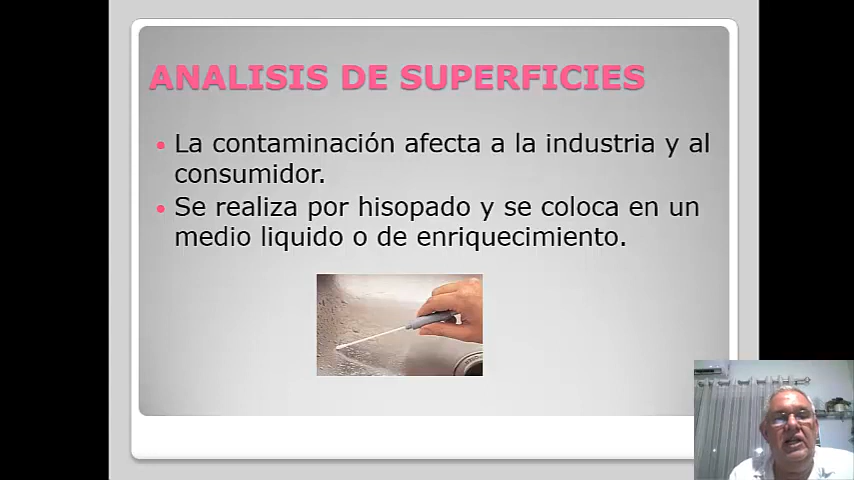 ANALISIS DE SUPERFICIES
• La contaminación afecta a la industria y al
consumidor.
• Se realiza por hisopado y se coloca en un
medio liquido o de enriquecimiento.